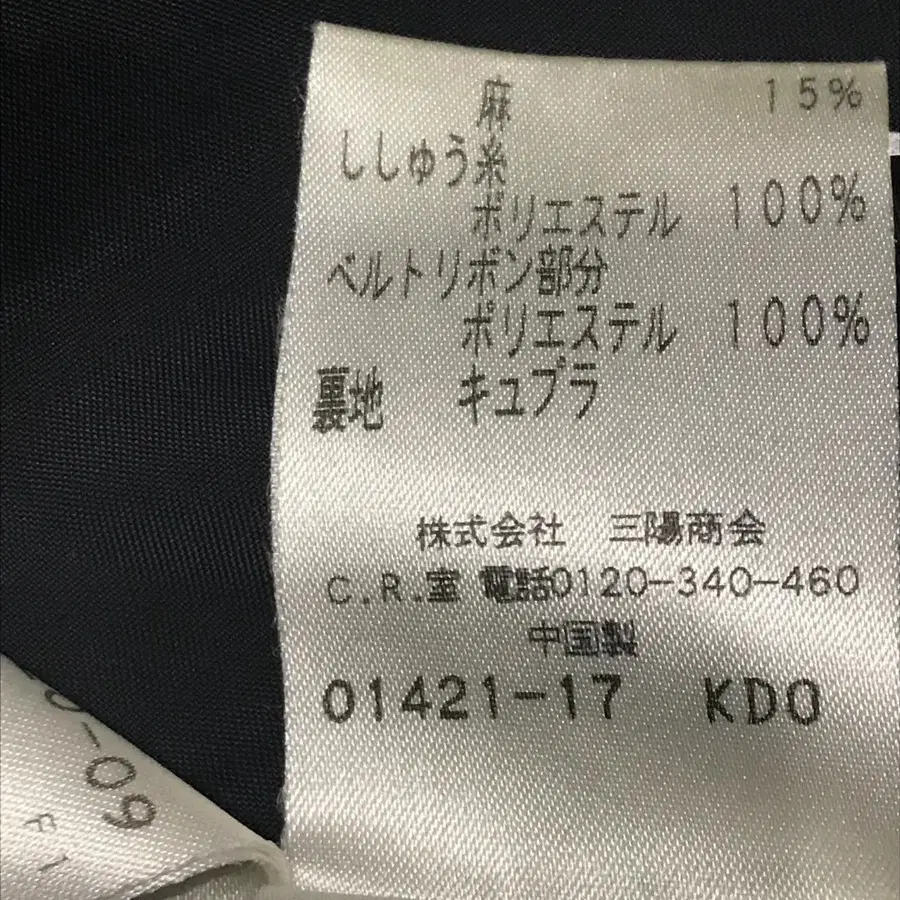 麻 15%
ししゅう糸
ポリエステル 100%
ベルトリボン部分
ポリエステル 100%
裏地 キュプラ
株式会社 三陽商会
C.R.室 電話0120-340-460
中国製
01421-17 KDO
-09
F 1